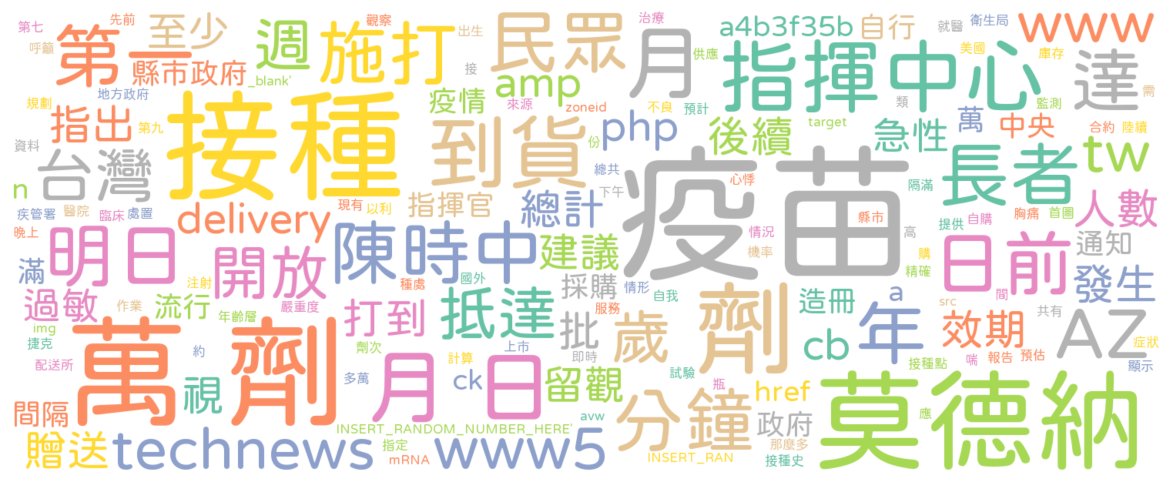 第七
先前
至少
週
施打
觀察
出生
民眾
治療
月
a4b3f35b
自行
就醫
衛生局
www
呼籲
第一
縣市政府
_blank'
接
amp
供應
指揮中心
美國
庫存
達
規劃
地方政府
接種
疫情
來源
zoneid
不良
預計
類
監測
需
指出
第九
到貨
份
php
後續
target
急性
萬
中央
合約
陸續
資料
台灣
總共
疫苗
心悸
隔滿
長者
tw
n
疾管署
醫院
臨床
處置
delivery
現有
以利
指揮官
總計
下午
縣市
提供
自購
胸痛
首圖
人數
晚上
明日
開放
陳時中
建議
情況
機率
高
購
精確
日前
通知
滿
注射
國外
種處
採購
情形
自我
發生
過敏
作業
流行
嚴重度
年齡層
打到
抵達
服務
劑
造冊
a
年
src
間
共有
img
捷克
萬劑
劑次
上市
批
歲
cb
效期
AZ
症狀
配送所
約
計算
月日
即時
試驗
接種點
喘
報告
預估
顯示
視
多萬
ck
留觀
瓶
href
間隔
avw
分鐘
政府
應
莫德納
贈送
technews
INSERT_RANDOM_NUMBER_HERE'
指定
mRNA
www5
INSERT_RAN
那麼多
接種史